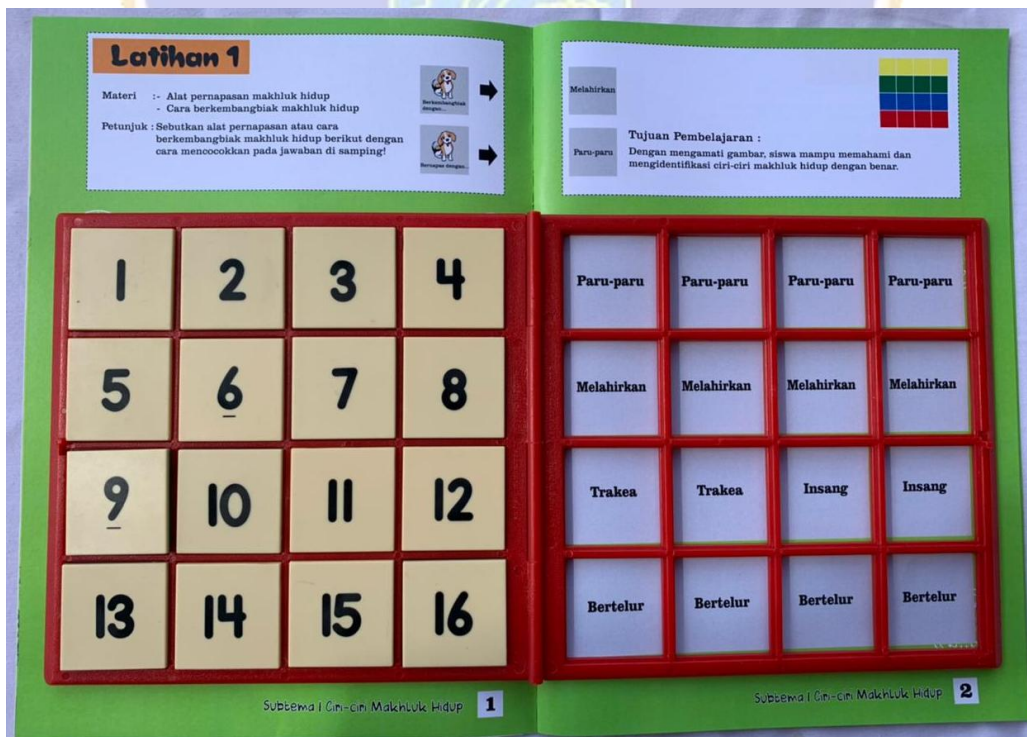 Latihan 1
Materi :- Alat pernapasan makhluk hidup
- Cara berkembangbiak makhluk hidup
Petunjuk : Sebutkan alat pernapasan atau cara
berkembangbiak makhluk hidup berikut dengan
cara mencocokkan pada jawaban di samping!
Berkembangbiak
dengan...
Bernapas dengan...
Melahirkan
Paru-paru
Tujuan Pembelajaran :
Dengan mengamati gambar, siswa mampu memahami dan
mengidentifikasi ciri-ciri makhluk hidup dengan benar.
1 2 3 4
5 6 7 8
9 10 11 12
13 14 15 16
Paru-paru Paru-paru Paru-paru Paru-paru
Melahirkan Melahirkan Melahirkan Melahirkan
Trakea Trakea Insang Insang
Bertelur Bertelur Bertelur Bertelur
Subtema 1 Ciri-ciri Makhluk Hidup 1
Subtema 1 Ciri-ciri Makhluk Hidup 2